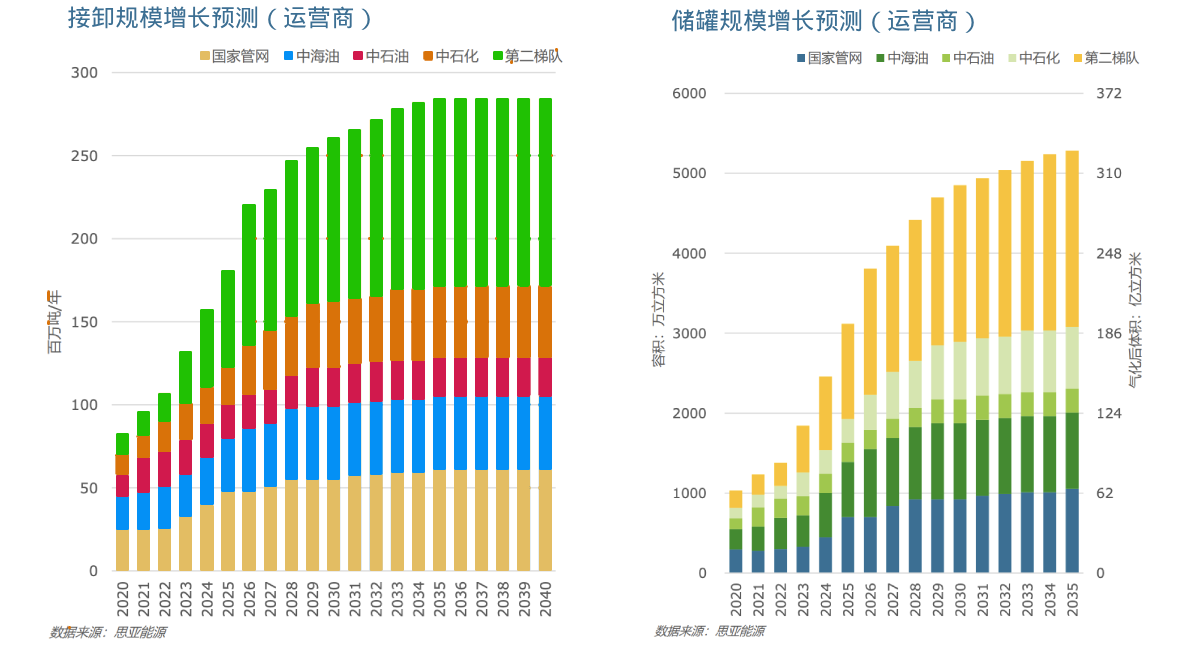 接卸规模增长预测（运营商）
国家管网 中海油 中石油 中石化 第二梯队
300
250
200
150
100
50
0
百万吨/年
2020 2021 2022 2023 2024 2025 2026 2027 2028 2029 2030 2031 2032 2033 2034 2035 2036 2037 2038 2039 2040
数据来源：思亚能源
储罐规模增长预测（运营商）
国家管网 中海油 中石油 中石化 第二梯队
6000 372
5000 310
4000 248
3000 186
2000 124
1000 62
0 0
容积：万立方米
气化后体积：亿立方米
2020 2021 2022 2023 2024 2025 2026 2027 2028 2029 2030 2031 2032 2033 2034 2035
数据来源：思亚能源